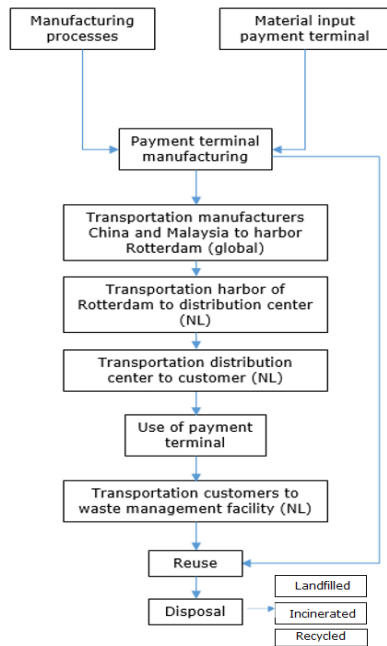 Manufacturing
processes
Material input
payment terminal
Payment terminal
manufacturing
Transportation manufacturers
China and Malaysia to harbor
Rotterdam (global)
Transportation harbor of
Rotterdam to distribution center
(NL)
Transportation distribution
center to customer (NL)
Use of payment
terminal
Transportation customers to
waste management facility (NL)
Reuse
Disposal
Landfilled
Incinerated
Recycled